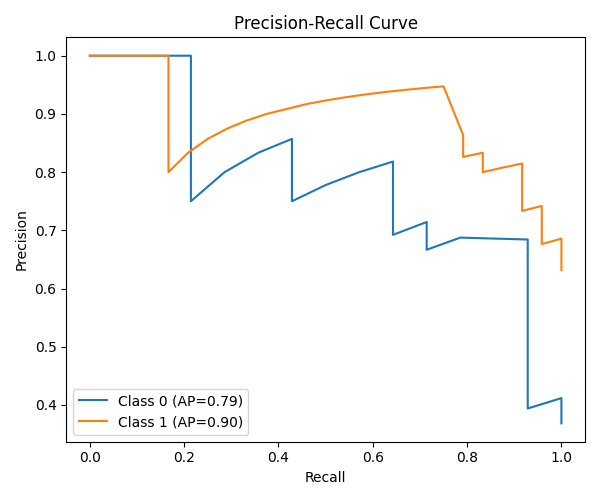 Precision-Recall Curve
1.0
0.9
0.8
0.7
0.6
0.5
0.4
Precision
Class 0 (AP=0.79)
Class 1 (AP=0.90)
0.0 0.2 0.4 0.6 0.8 1.0
Recall